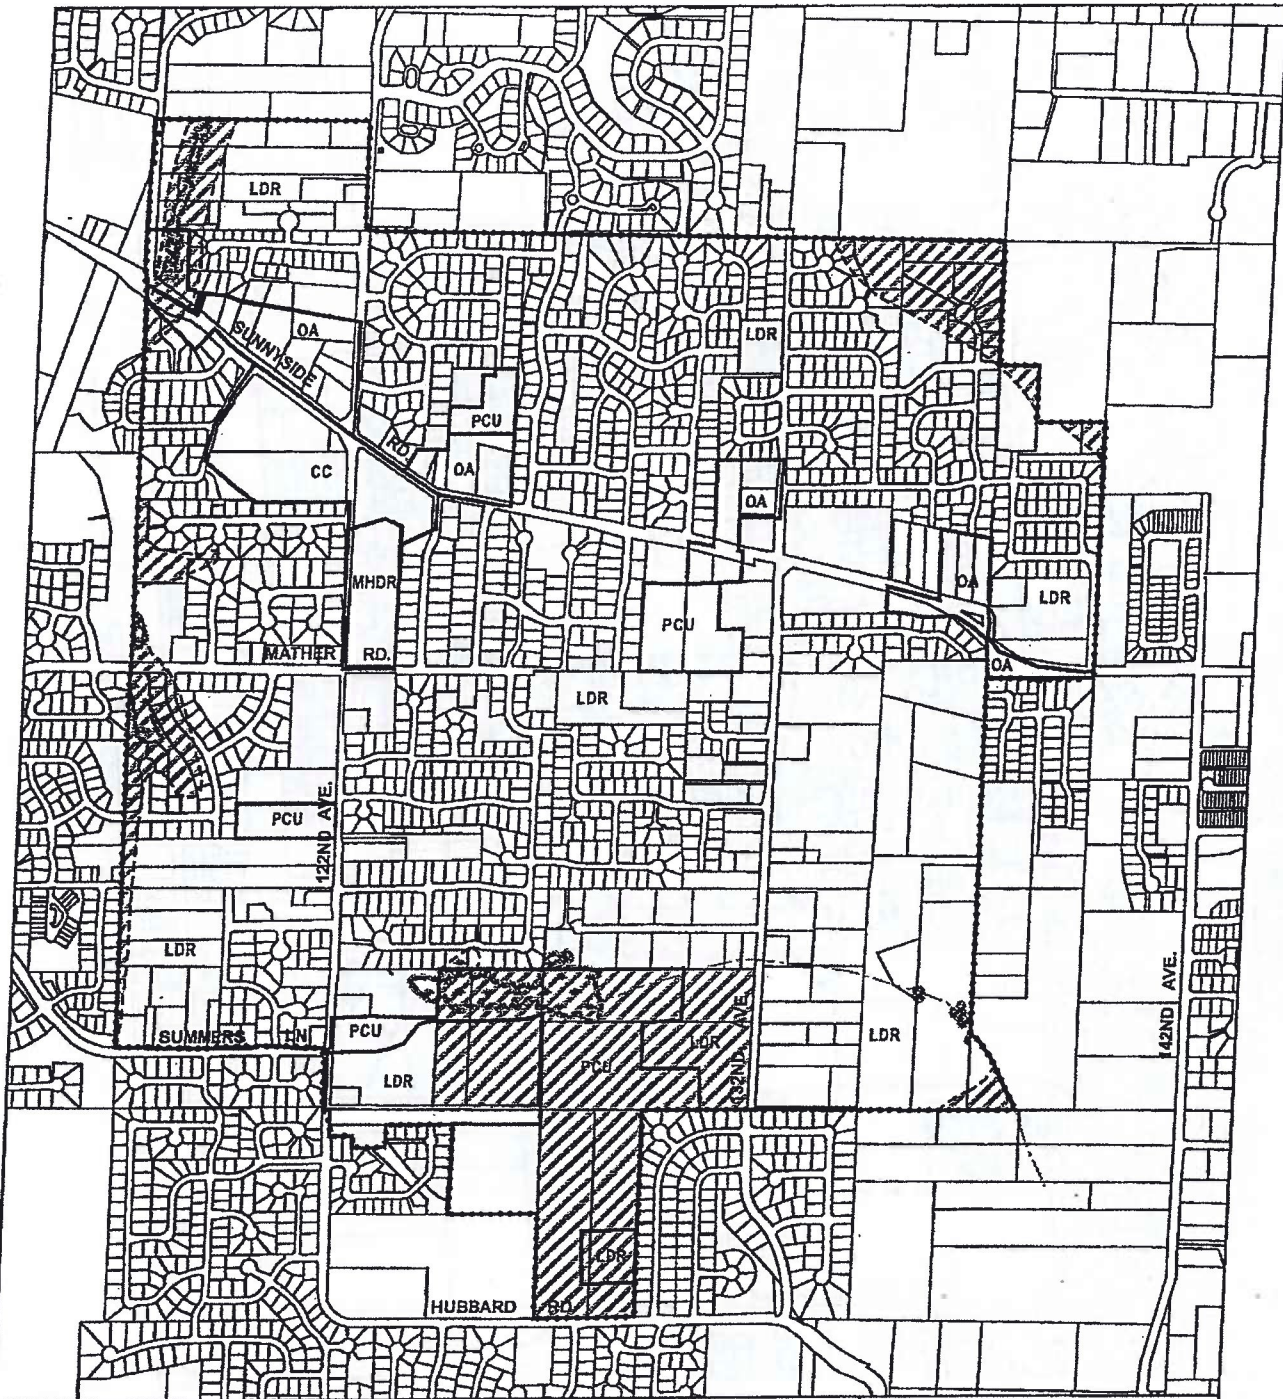 LDR
OA
SUNNYSIDE
RD.
LDR
PCU
OA
CC
OA
MHDR
OA
LDR
PCU
MATHER RD.
OA
LDR
122ND AVE.
PCU
LDR
142ND AVE.
SUMMERS LN.
PCU
LDR
132ND AVE.
LDR
PCU
LDR
LDR
HUBBARD RD.